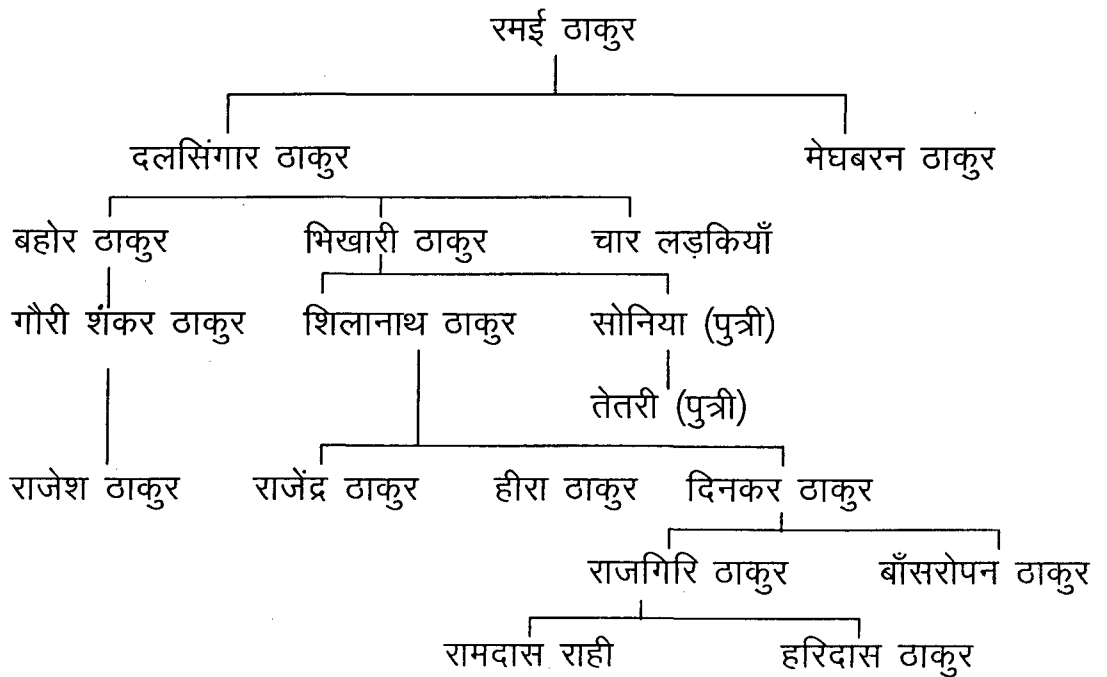 रमई ठाकुर
दलसिंगार ठाकुर मेघबरन ठाकुर
बहोर ठाकुर भिखारी ठाकुर चार लड़कियाँ
गौरी शंकर ठाकुर शिलानाथ ठाकुर सोनिया (पुत्री)
तेतरी (पुत्री)
राजेश ठाकुर राजेंद्र ठाकुर हीरा ठाकुर दिनकर ठाकुर
राजगिरि ठाकुर बाँसरोपन ठाकुर
रामदास राही हरिदास ठाकुर